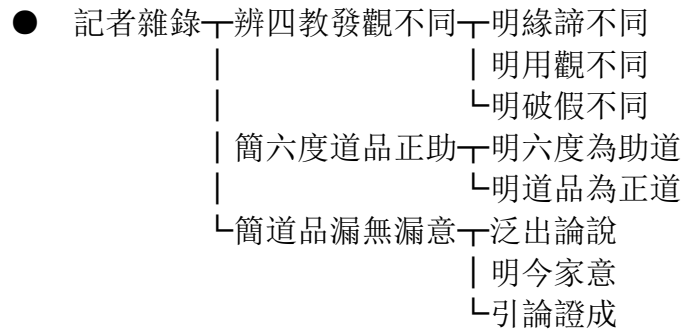 ● 記者雜錄┬辨四教發觀不同┬明緣諦不同
││明用觀不同
│└明破假不同
│簡六度道品正助┬明六度為助道
│└明道品為正道
└簡道品漏無漏意┬泛出論說
│明今家意
└引論證成